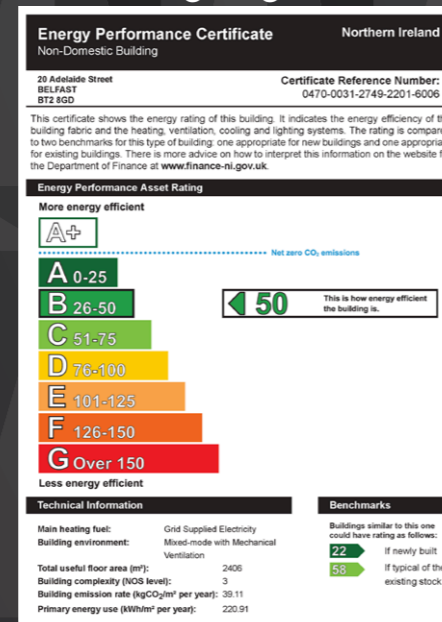 Energy Performance Certificate
Northern Ireland
Non-Domestic Building
20 Adelaide Street
BELFAST
BT2 8GD
Certificate Reference Number:
0470-0031-2749-2201-6006
This certificate shows the energy rating of this building. It indicates the energy efficiency of
building fabric and the heating, ventilation, cooling and lighting systems. The rating is
to two benchmarks for this type of building: one appropriate for new buildings and one
for existing buildings. There is more advice on how to interpret this information on the website
the Department of Finance at www.finance-ni.gov.uk.
Energy Performance Asset Rating
More energy efficient
A+
Net zero CO₂ emissions
A 0-25
B 26-50
50
This is how energy efficient
the building is.
C 51-75
D 76-100
E 101-125
F 126-150
G Over 150
Less energy efficient
Technical Information
Main heating fuel: Grid Supplied Electricity
Building environment: Mixed-mode with Mechanical
Ventilation
Total useful floor area (m²): 2406
Building complexity (NOS level): 3
Building emission rate (kgCO₂/m² per year): 39.11
Primary energy use (kWh/m² per year): 220.91
Benchmarks
Buildings similar to this one
could have rating as follows:
22 If newly built
58 If typical of the
existing stock